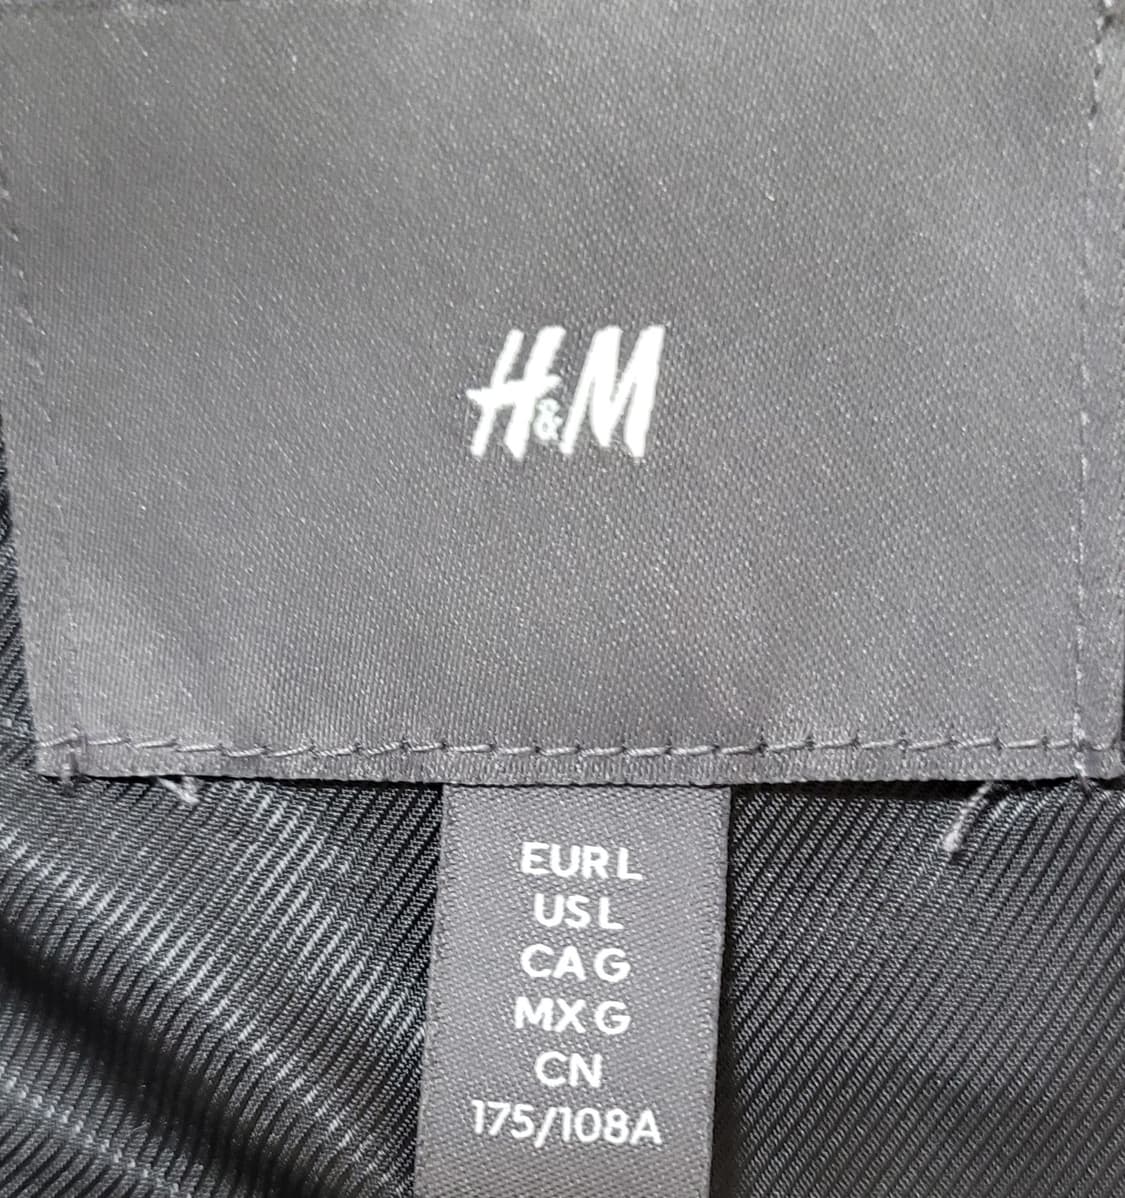 H&M
EUR L
US L
CA G
MX G
CN
175/108A